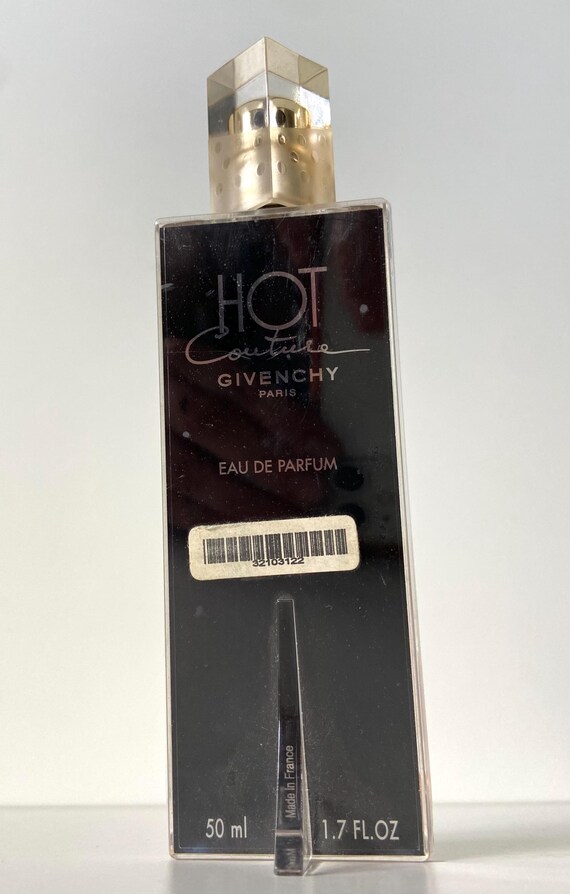 HOT
Couture
GIVENCHY
PARIS
EAU DE PARFUM
32103122
Made in France
50 ml 1.7 FL.OZ